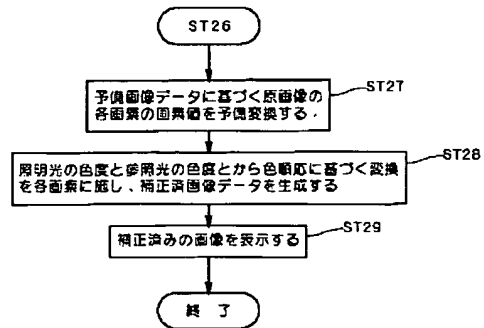 ST26
予備画像データに基づく原画像の
各画素の画素値を予備変換する．
ST27
照明光の色度と参照光の色度とから色順応に基づく変換
を各画素に施し、補正済画像データを生成する
ST28
補正済みの画像を表示する
ST29
終 了